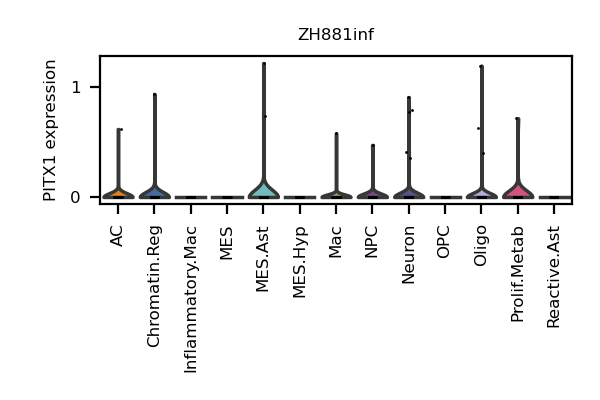 ZH881inf
PITX1 expression
1
0
AC
Chromatin.Reg
Inflammatory.Mac
MES
MES.Ast
MES.Hyp
Mac
NPC
Neuron
OPC
Oligo
Prolif.Metab
Reactive.Ast